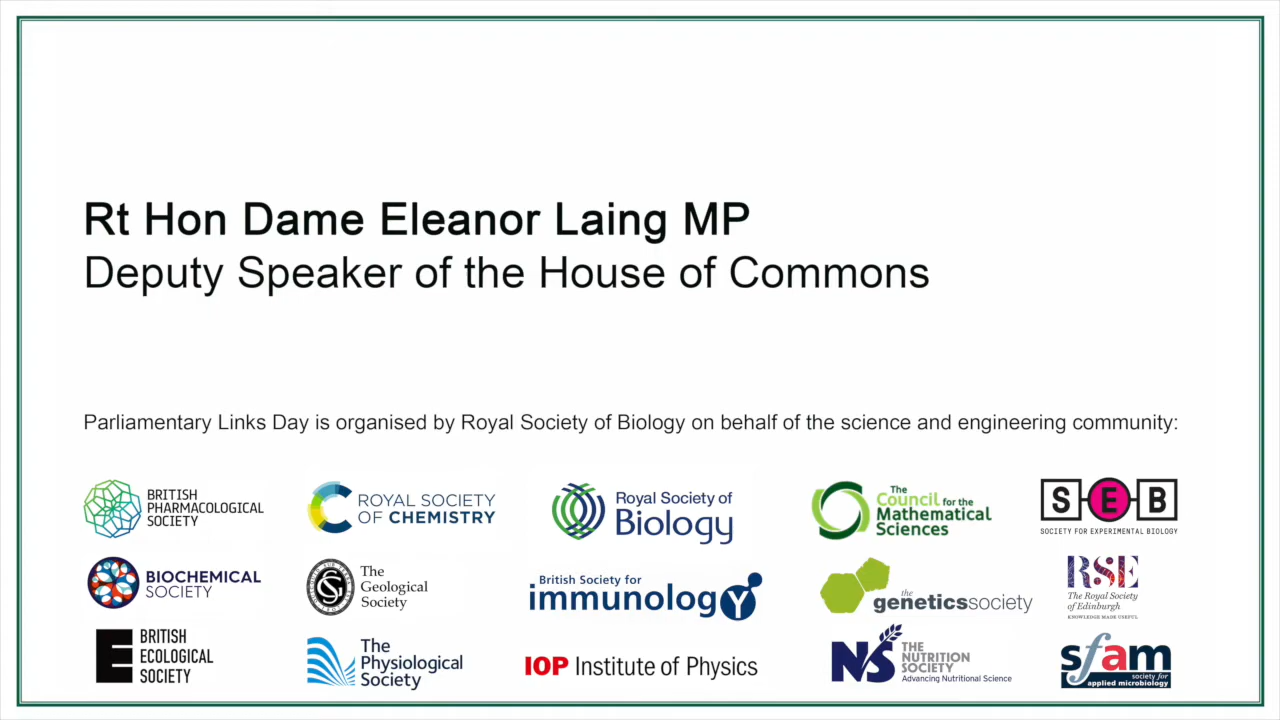 Rt Hon Dame Eleanor Laing MP
Deputy Speaker of the House of Commons
Parliamentary Links Day is organised by Royal Society of Biology on behalf of the science and engineering community:
BRITISH
PHARMACOLOGICAL
SOCIETY
ROYAL SOCIETY
OF CHEMISTRY
Royal Society of
Biology
The
Council for the
Mathematical
Sciences
SEB
SOCIETY FOR EXPERIMENTAL BIOLOGY
BIOCHEMICAL
SOCIETY
The
Geological
Society
British Society for
immunology
the
geneticssociety
RSE
The Royal Society
of Edinburgh
KNOWLEDGE MADE USEFUL
BRITISH
ECOLOGICAL
SOCIETY
The
Physiological
Society
IOP Institute of Physics
NS
THE
NUTRITION
SOCIETY
Advancing Nutritional Science
sfam
society for
applied microbiology